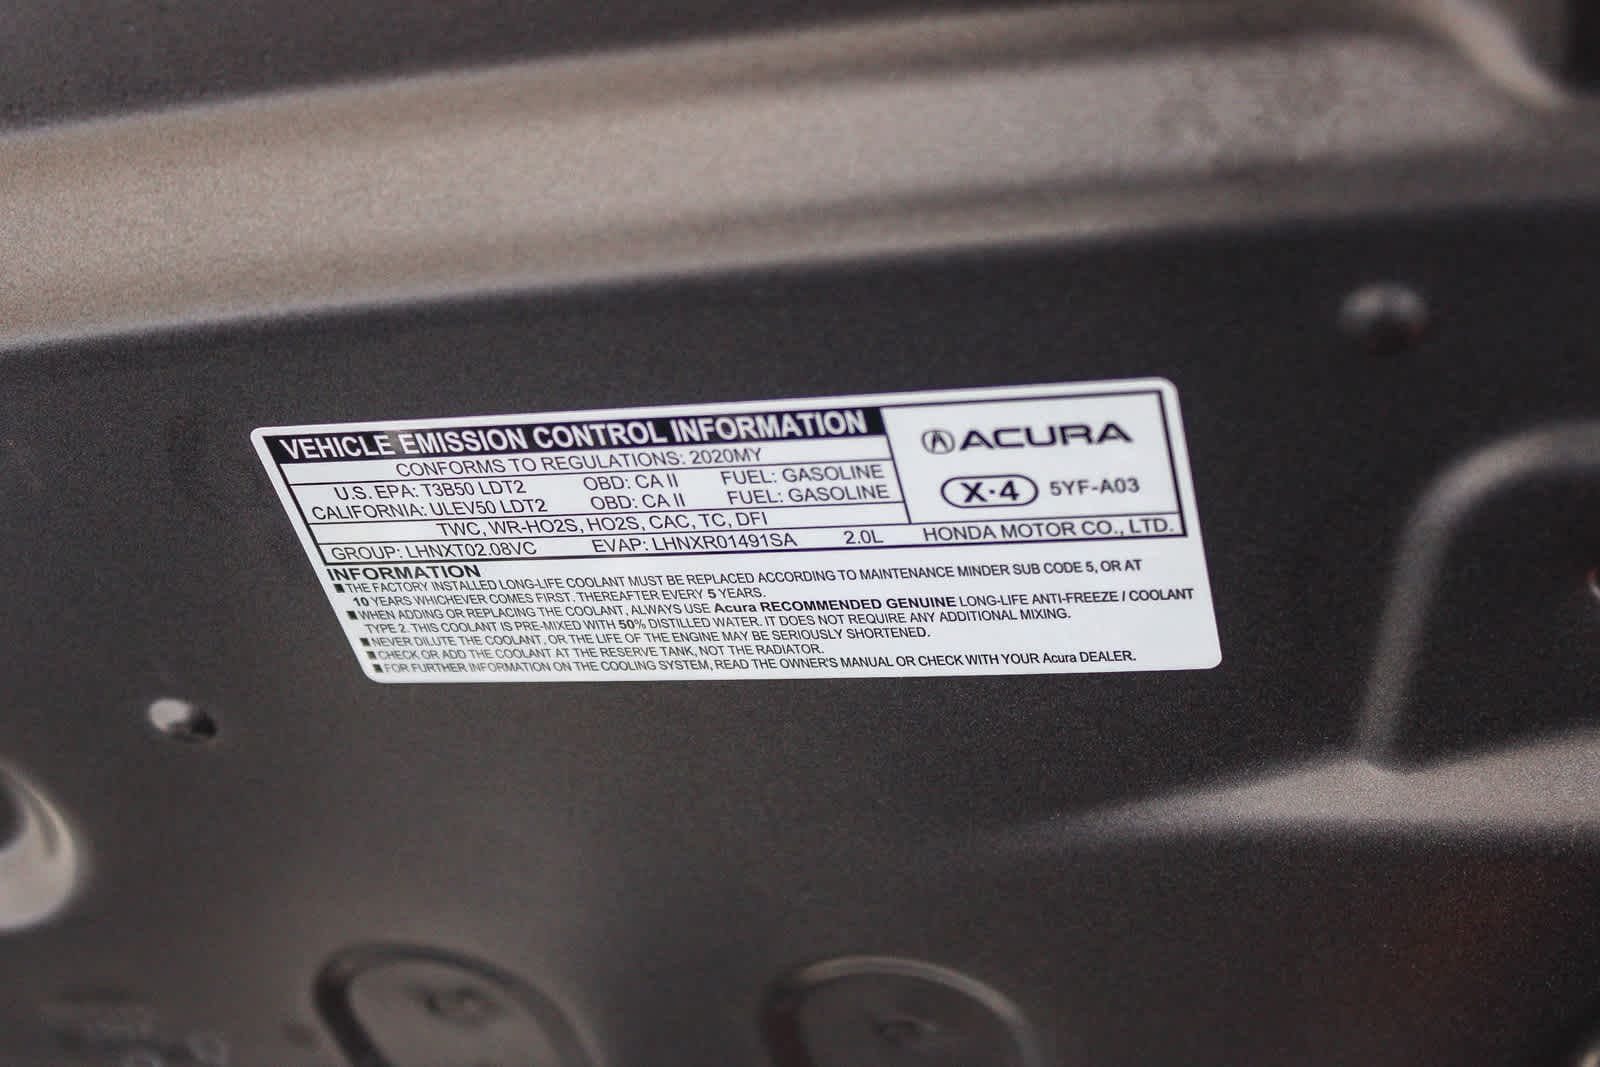 VEHICLE EMISSION CONTROL INFORMATION
CONFORMS TO REGULATIONS: 2020MY
U.S. EPA: T3B50 LDT2 OBD: CA II FUEL: GASOLINE
CALIFORNIA: ULEV50 LDT2 OBD: CA II FUEL: GASOLINE
TWC, WR-HO2S, HO2S, CAC, TC, DFI
GROUP: LHNXT02.08VC EVAP: LHNXR01491SA 2.0L
ACURA
X·4 5YF-A03
HONDA MOTOR CO., LTD.
INFORMATION
■THE FACTORY INSTALLED LONG-LIFE COOLANT MUST BE REPLACED ACCORDING TO MAINTENANCE MINDER SUB CODE 5, OR AT
10 YEARS WHICHEVER COMES FIRST. THEREAFTER EVERY 5 YEARS.
■WHEN ADDING OR REPLACING THE COOLANT, ALWAYS USE Acura RECOMMENDED GENUINE LONG-LIFE ANTI-FREEZE / COOLANT
TYPE 2. THIS COOLANT IS PRE-MIXED WITH 50% DISTILLED WATER. IT DOES NOT REQUIRE ANY ADDITIONAL MIXING.
■NEVER DILUTE THE COOLANT, OR THE LIFE OF THE ENGINE MAY BE SERIOUSLY SHORTENED.
■CHECK OR ADD THE COOLANT AT THE RESERVE TANK, NOT THE RADIATOR.
■FOR FURTHER INFORMATION ON THE COOLING SYSTEM, READ THE OWNER'S MANUAL OR CHECK WITH YOUR Acura DEALER.